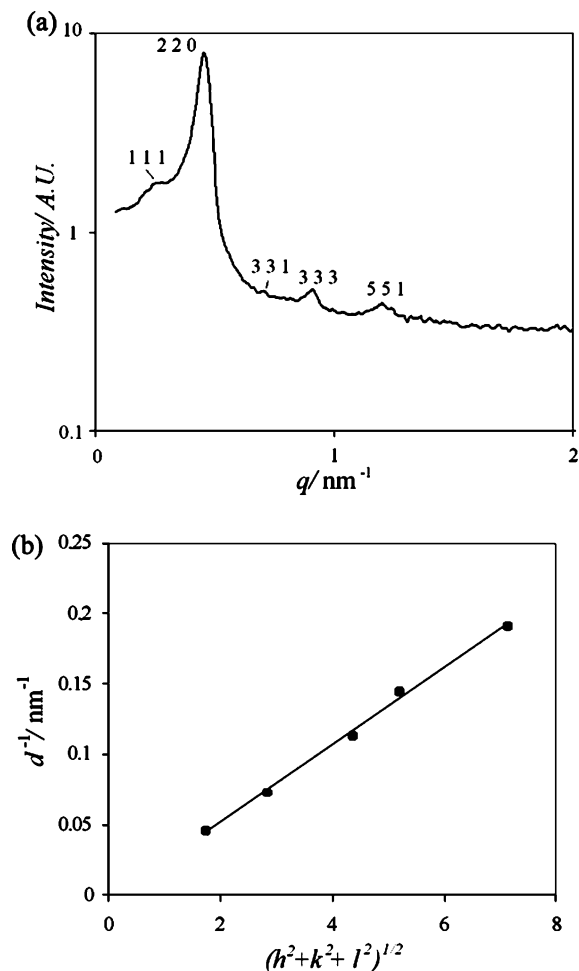 (a)
10
2 2 0
1 1 1
1
3 3 1
3 3 3
5 5 1
0.1
0
1
2
Intensity/ A.U.
q/ nm⁻¹
(b)
0.25
0.2
0.15
0.1
0.05
0
0
2
4
6
8
d⁻¹/ nm⁻¹
(h²+k²+ l²)^1/2